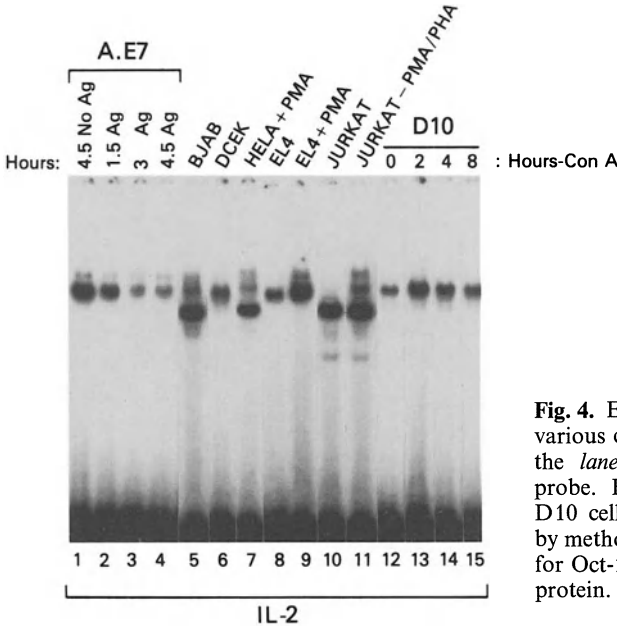 A.E7
Hours: 4.5 No Ag 1.5 Ag 3 Ag 4.5 Ag BJAB DCEK HELA + PMA EL4 EL4 + PMA JURKAT JURKAT – PMA/PHA
D10
0 2 4 8 : Hours-Con A
1 2 3 4 5 6 7 8 9 10 11 12 13 14 15
IL-2
Fig. 4. E
various
the lane
probe.
D10 cell
by metho
for Oct-
protein.